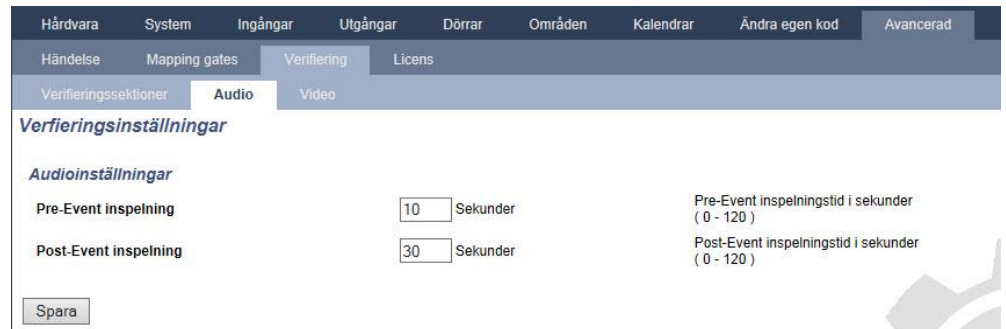 Hårdvara System Ingångar Utgångar Dörrar Områden Kalendrar Ändra egen kod Avancerad
Händelse Mapping gates Verifiering Licens
Verifieringssektioner Audio Video
Verfieringsinställningar
Audioinställningar
Pre-Event inspelning 10 Sekunder Pre-Event inspelningstid i sekunder
( 0 - 120 )
Post-Event inspelning 30 Sekunder Post-Event inspelningstid i sekunder
( 0 - 120 )
Spara